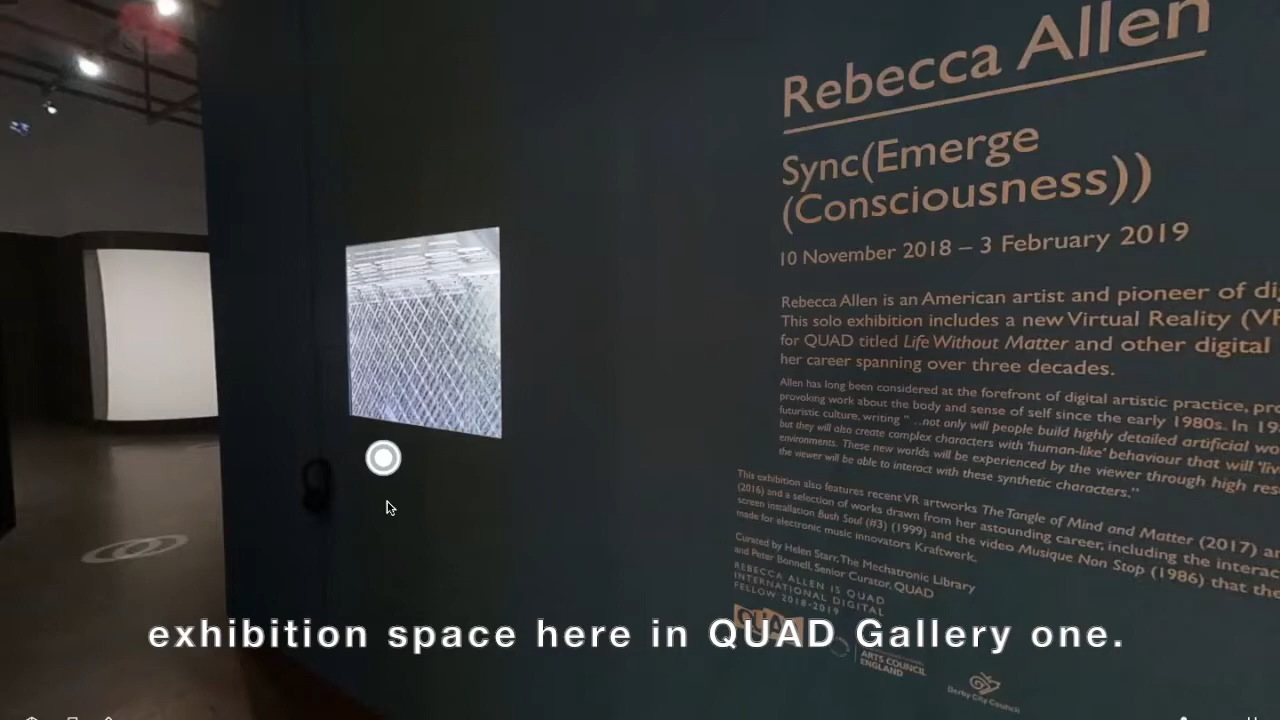 Rebecca Allen
Sync(Emerge
(Consciousness))
10 November 2018 – 3 February 2019
Rebecca Allen is an American artist and pioneer of
This solo exhibition includes a new Virtual Reality
for QUAD titled Life Without Matter and other digital
her career spanning over three decades.
Allen has long been considered at the forefront of digital artistic practice,
provoking work about the body and sense of self since the early 1980s. In
futuristic culture, writing “ ...not only will people build highly detailed artificial
but they will also create complex characters with ‘human-like’ behaviour that will
environments. These new worlds will be experienced by the viewer through high
the viewer will be able to interact with these synthetic characters.”
This exhibition also features recent VR artworks The Tangle of Mind and Matter (2017)
(2016) and a selection of works drawn from her astounding career, including the
screen installation Bush Soul (#3) (1999) and the video Musique Non Stop (1986) that the
made for electronic music innovators Kraftwerk.
Curated by Helen Starr, The Mechatronic Library
and Peter Bonnell, Senior Curator, QUAD
REBECCA ALLEN IS QUAD
INTERNATIONAL DIGITAL
FELLOW 2018-2019
QUAD
exhibition space here in QUAD Gallery one.
ARTS COUNCIL
ENGLAND
Derby City Council